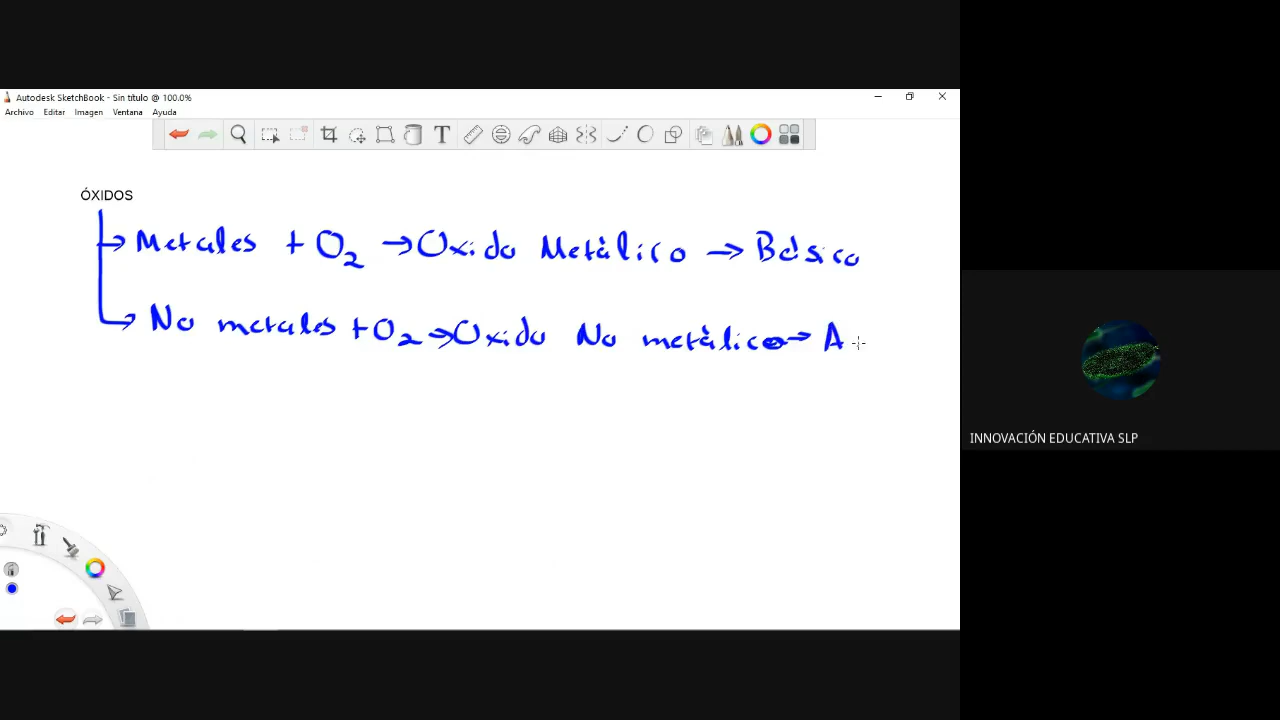 Autodesk SketchBook - Sin título @ 100.0%
Archivo Editar Imagen Ventana Ayuda
ÓXIDOS
Metales + O2 → Oxido Metálico → Básico
No metales + O2 → Oxido No metálico → A
INNOVACIÓN EDUCATIVA SLP